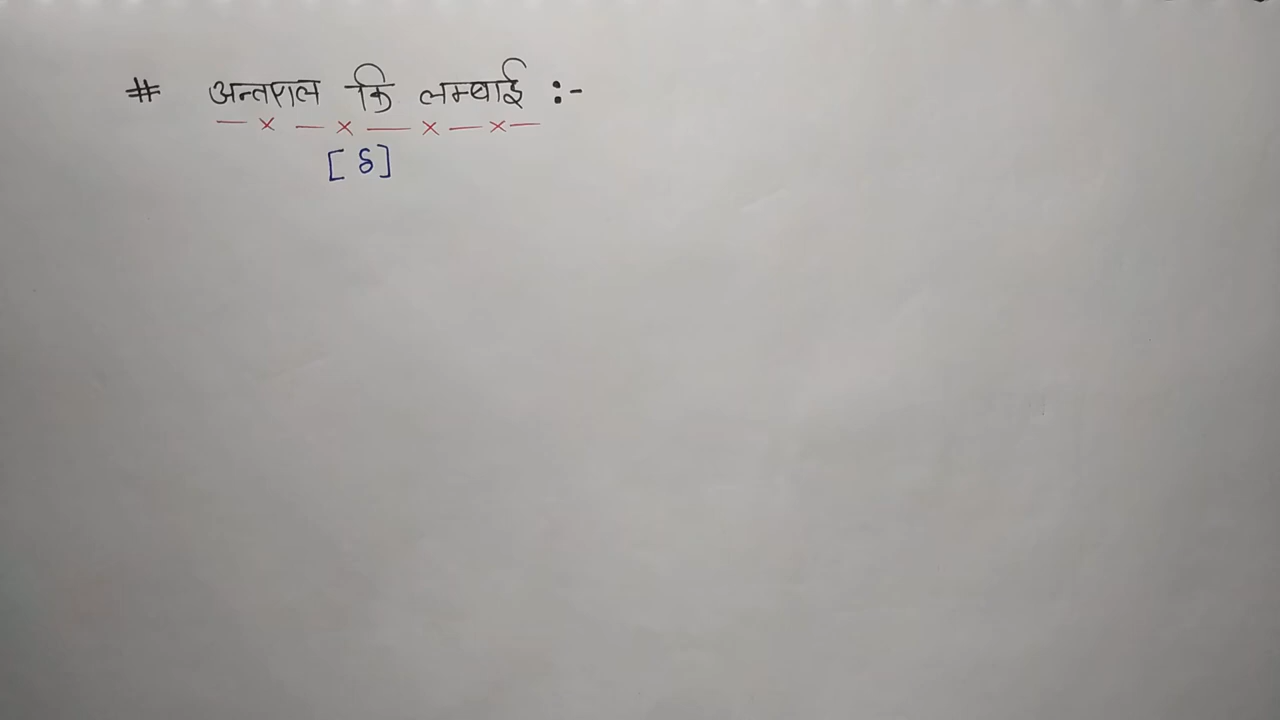 # अन्तराल कि लम्बाई :-
[ δ ]